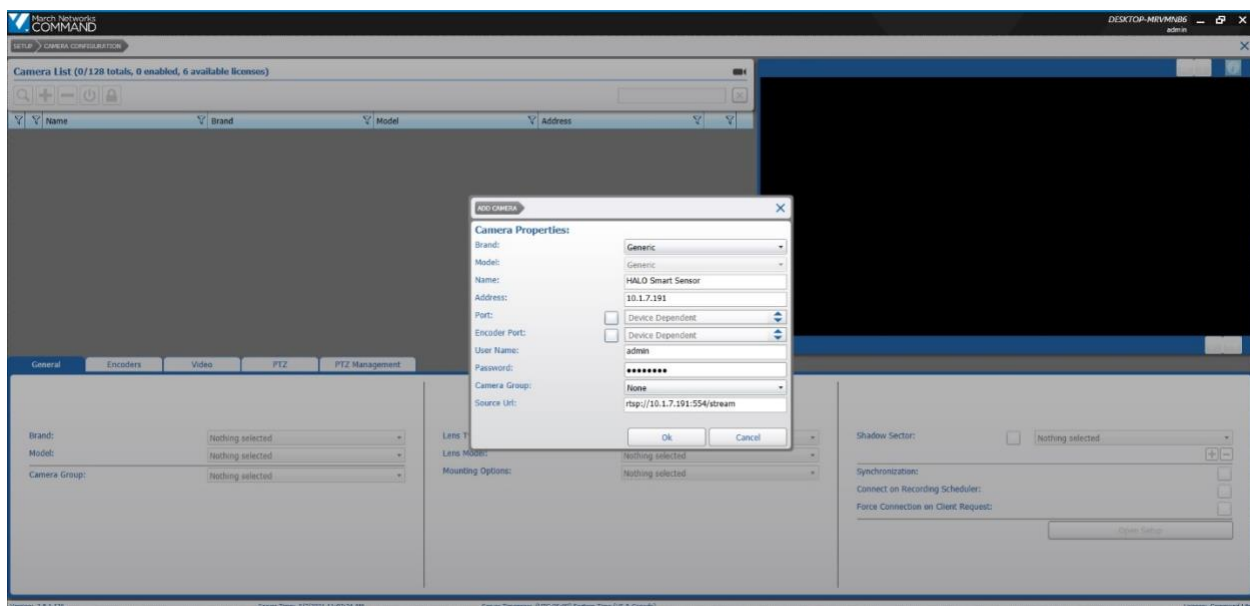 March Networks
COMMAND
DESKTOP-MRVMNB6
admin
SETUP
CAMERA CONFIGURATION
Camera List (0/128 totals, 0 enabled, 6 available licenses)
Name Brand Model Address
ADD CAMERA
Camera Properties:
Brand: Generic
Model: Generic
Name: HALO Smart Sensor
Address: 10.1.7.191
Port: Device Dependent
Encoder Port: Device Dependent
User Name: admin
Password: ●●●●●●●●
Camera Group: None
Source Url: rtsp://10.1.7.191:554/stream
Ok Cancel
General Encoders Video PTZ PTZ Management
Brand: Nothing selected
Model: Nothing selected
Camera Group: Nothing selected
Lens T
Lens Model: Nothing selected
Mounting Options: Nothing selected
Shadow Sector: Nothing selected
Synchronization:
Connect on Recording Scheduler:
Force Connection on Client Request: